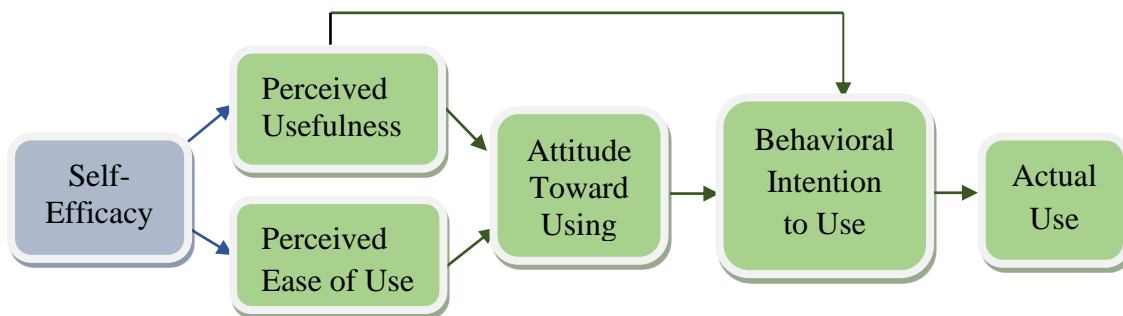 Self-
Efficacy
Perceived
Usefulness
Perceived
Ease of Use
Attitude
Toward
Using
Behavioral
Intention
to Use
Actual
Use